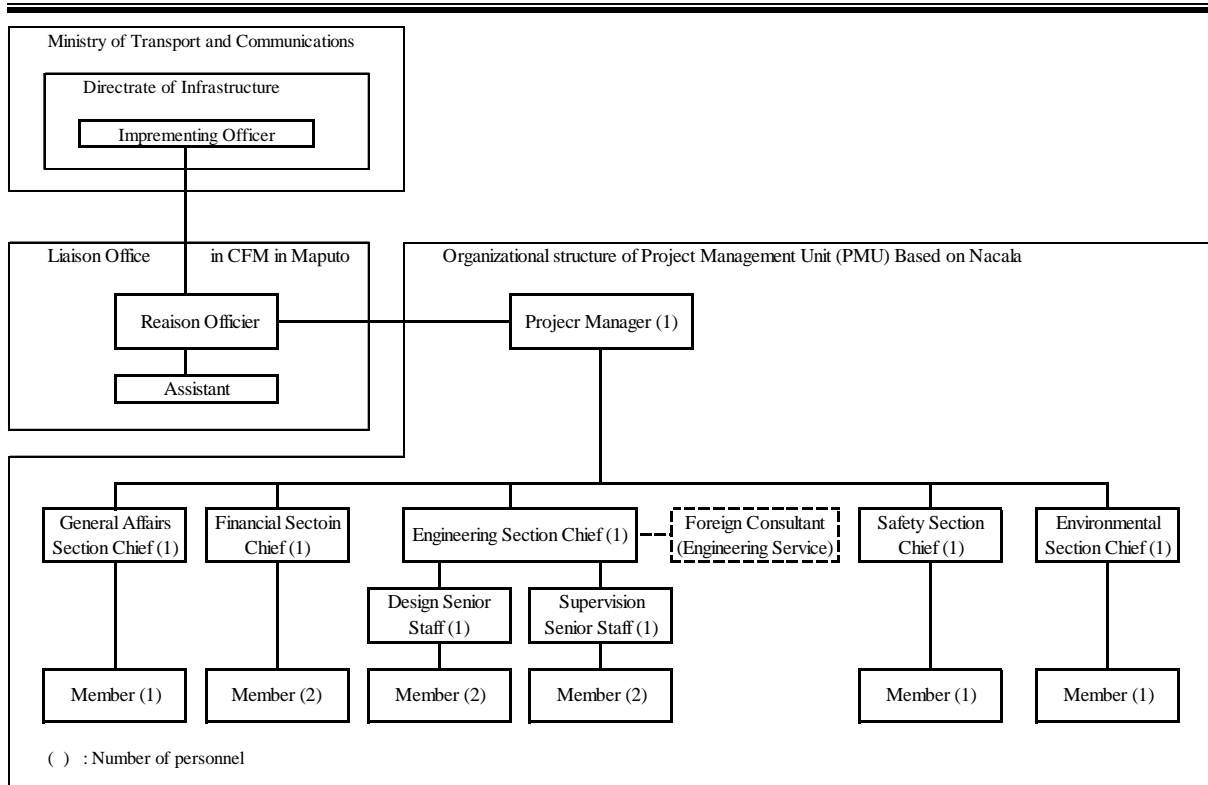 Ministry of Transport and Communications
Directrate of Infrastructure
Imprementing Officer
Liaison Office in CFM in Maputo
Reaison Officier
Assistant
Organizational structure of Project Management Unit (PMU) Based on Nacala
Projecr Manager (1)
General Affairs
Section Chief (1)
Financial Sectoin
Chief (1)
Engineering Section Chief (1)
Foreign Consultant
(Engineering Service)
Safety Section
Chief (1)
Environmental
Section Chief (1)
Design Senior
Staff (1)
Supervision
Senior Staff (1)
Member (1)
Member (2)
Member (2)
Member (2)
Member (1)
Member (1)
( ) : Number of personnel